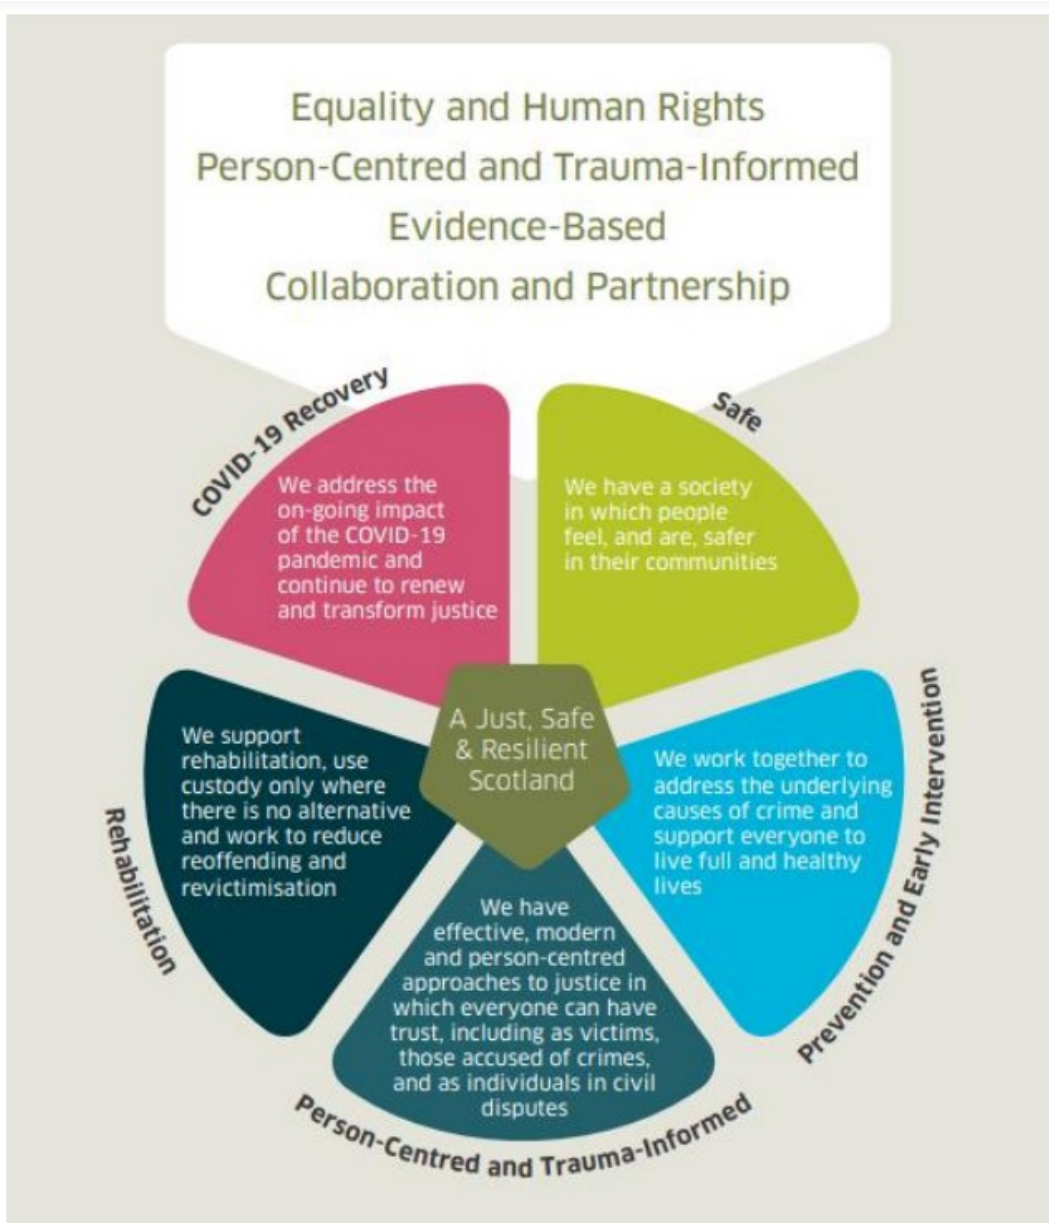 Equality and Human Rights
Person-Centred and Trauma-Informed
Evidence-Based
Collaboration and Partnership
COVID-19 Recovery
We address the
on-going impact
of the COVID-19
pandemic and
continue to renew
and transform justice
Safe
We have a society
in which people
feel, and are, safer
in their communities
A Just, Safe
& Resilient
Scotland
Rehabilitation
We support
rehabilitation, use
custody only where
there is no alternative
and work to reduce
reoffending and
revictimisation
We work together to
address the underlying
causes of crime and
support everyone to
live full and healthy
lives
Prevention and Early Intervention
We have
effective, modern
and person-centred
approaches to justice in
which everyone can have
trust, including as victims,
those accused of crimes,
and as individuals in civil
disputes
Person-Centred and Trauma-Informed